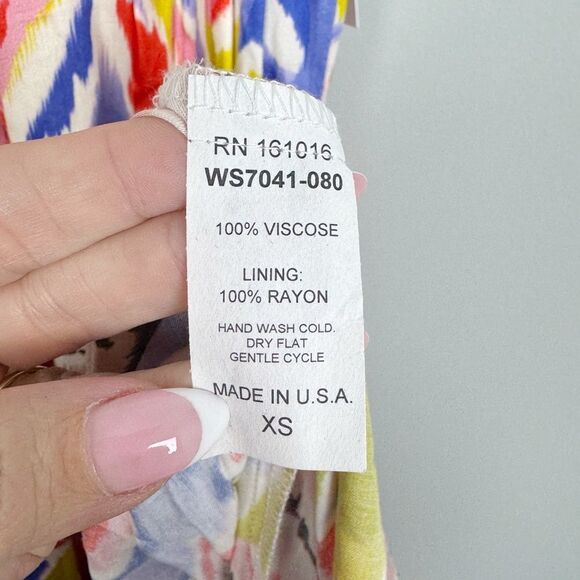 RN 161016
WS7041-080
100% VISCOSE
LINING:
100% RAYON
HAND WASH COLD.
DRY FLAT
GENTLE CYCLE
MADE IN U.S.A.
XS